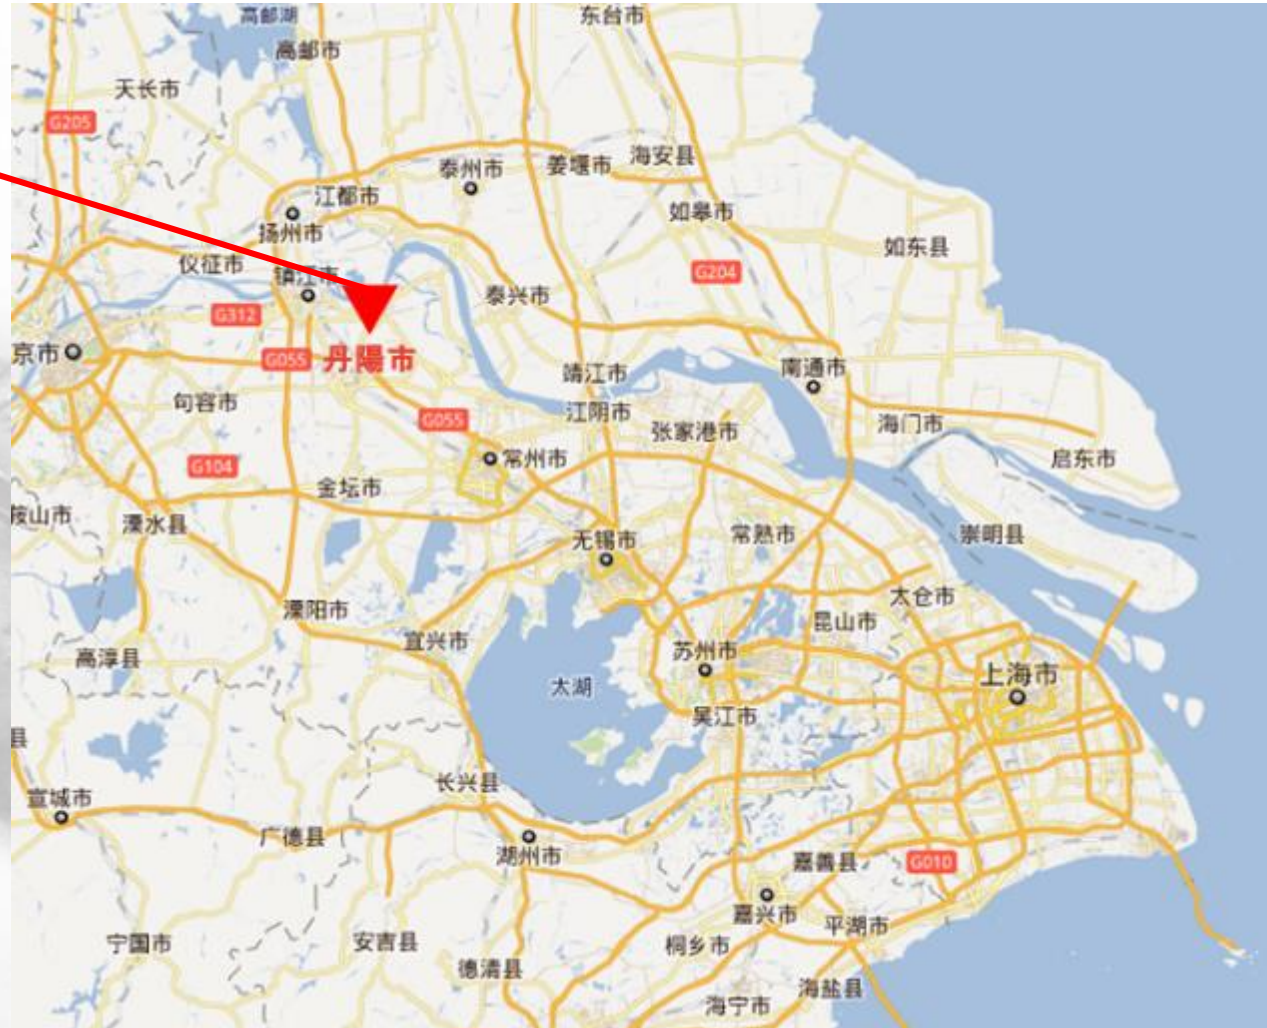 高邮湖
东台市
高邮市
天长市
G205
泰州市
姜堰市
海安县
江都市
如皋市
扬州市
如东县
仪征市
镇江市
G204
泰兴市
G312
京市
G055
丹陽市
靖江市
南通市
句容市
江阴市
G055
张家港市
海门市
启东市
常州市
G104
金坛市
鞍山市
溧水县
无锡市
常熟市
崇明县
溧阳市
太仓市
宜兴市
昆山市
高淳县
苏州市
上海市
太湖
吴江市
县
长兴县
宣城市
广德县
湖州市
嘉善县
G010
嘉兴市
平湖市
宁国市
安吉县
桐乡市
德清县
海盐县
海宁市